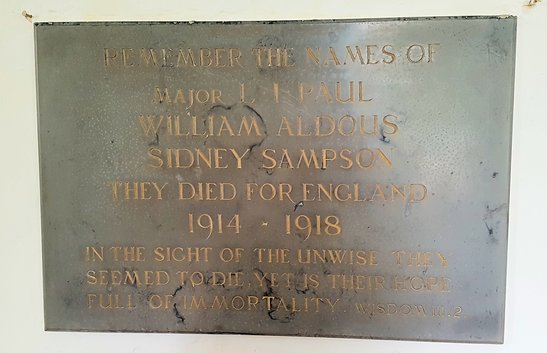 REMEMBER THE NAMES OF
MAJOR L I PAUL
WILLIAM ALDOUS
SIDNEY SAMPSON
THEY DIED FOR ENGLAND
1914 - 1918
IN THE SIGHT OF THE UNWISE THEY
SEEMED TO DIE, YET IS THEIR HOPE
FULL OF IMMORTALITY. WISDOM III. 2.